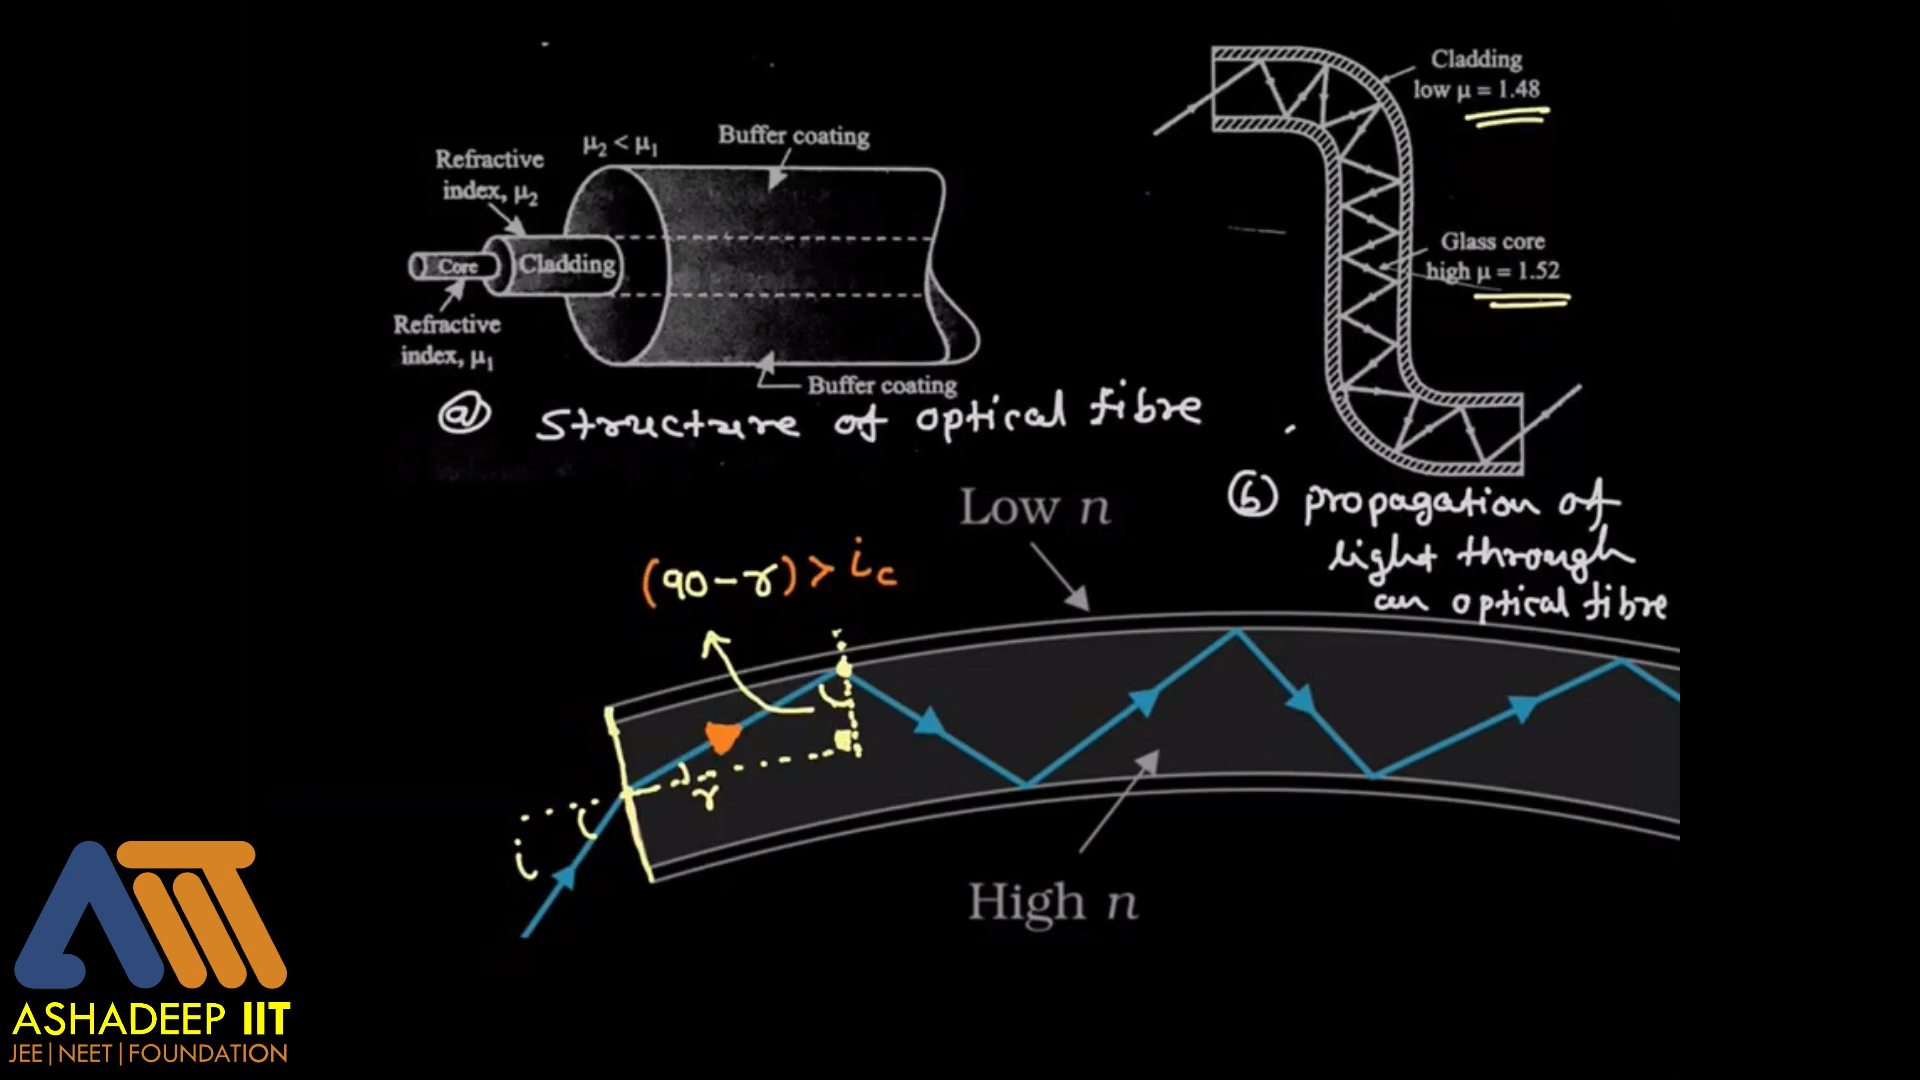 Refractive
index, μ₂
μ₂ < μ₁
Buffer coating
Core
Cladding
Refractive
index, μ₁
Buffer coating
(a) structure of optical fibre
Cladding
low μ = 1.48
Glass core
high μ = 1.52
(b) propagation of
light through
an optical fibre
Low n
(90-r) > ic
r
i
High n
ASHADEEP IIT
JEE | NEET | FOUNDATION